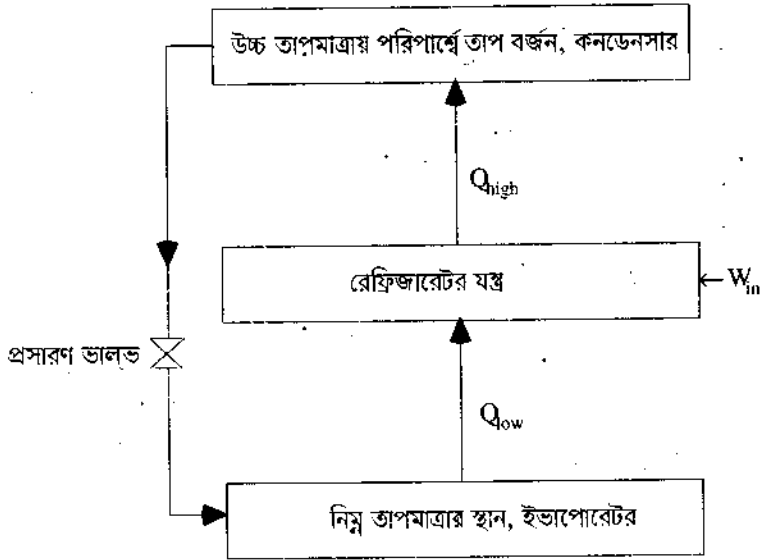 উচ্চ তাপমাত্রায় পরিপার্শ্বে তাপ বর্জন, কনডেনসার
Qhigh
রেফ্রিজারেটর যন্ত্র
Win
প্রসারণ ভাল্ভ
Qlow
নিম্ন তাপমাত্রার স্থান, ইভাপোরেটর